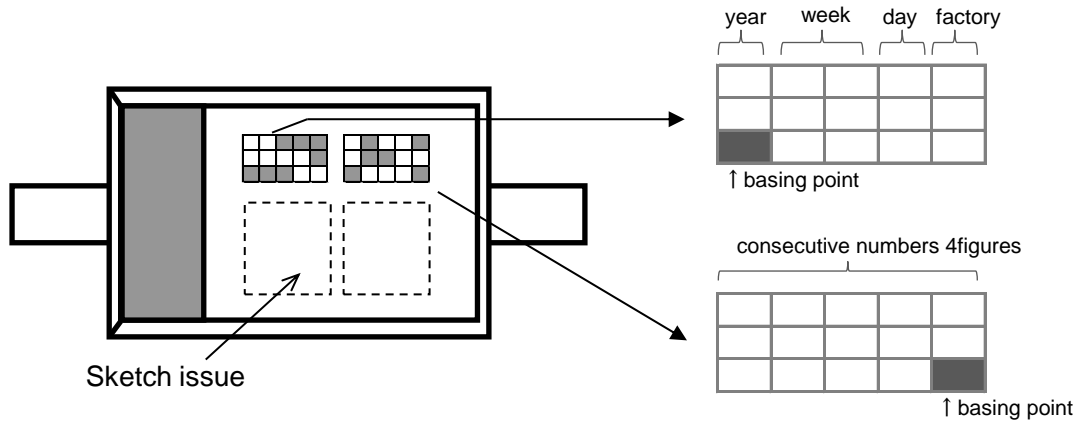 year week day factory
↑ basing point
consecutive numbers 4figures
↑ basing point
Sketch issue